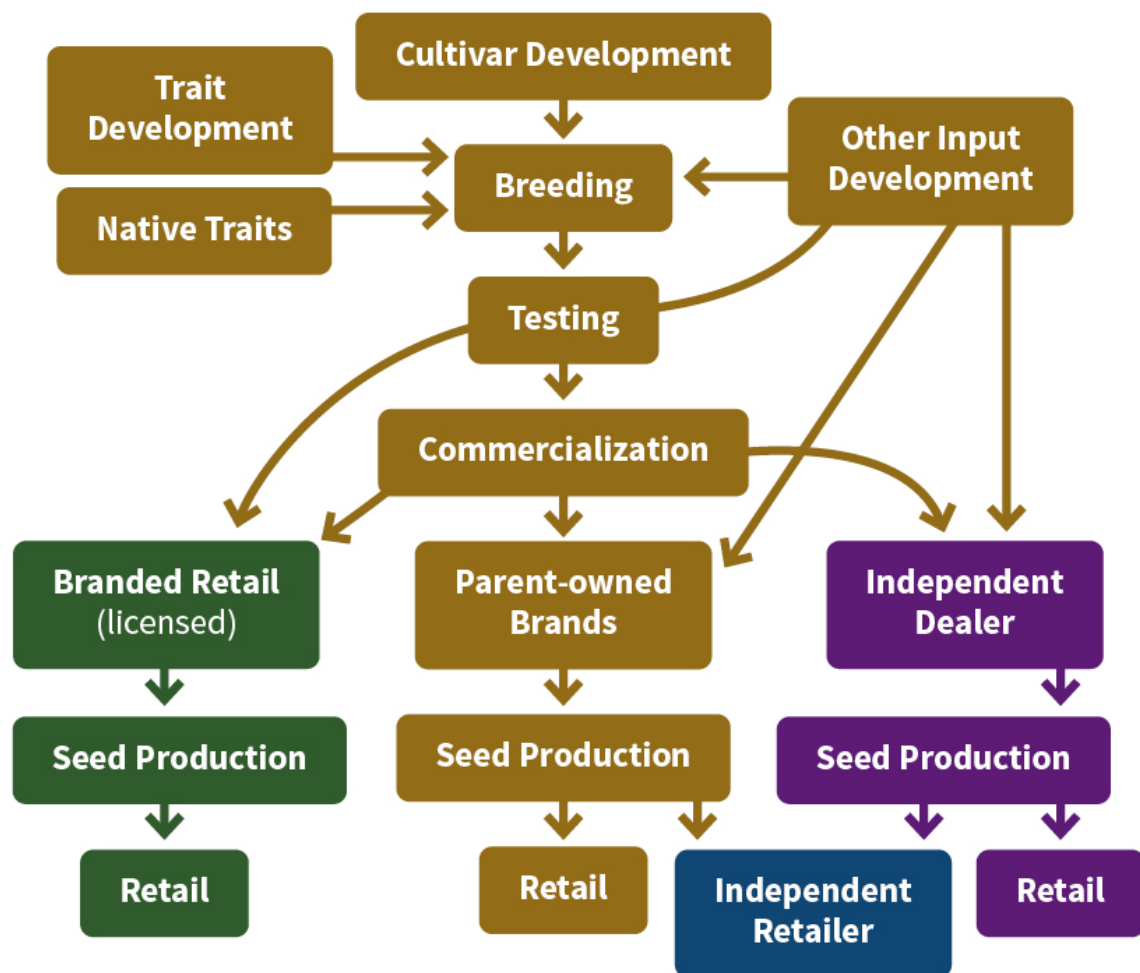 Cultivar Development
Trait
Development
Other Input
Development
Breeding
Native Traits
Testing
Commercialization
Branded Retail
(licensed)
Parent-owned
Brands
Independent
Dealer
Seed Production
Seed Production
Seed Production
Retail
Retail
Independent
Retailer
Retail